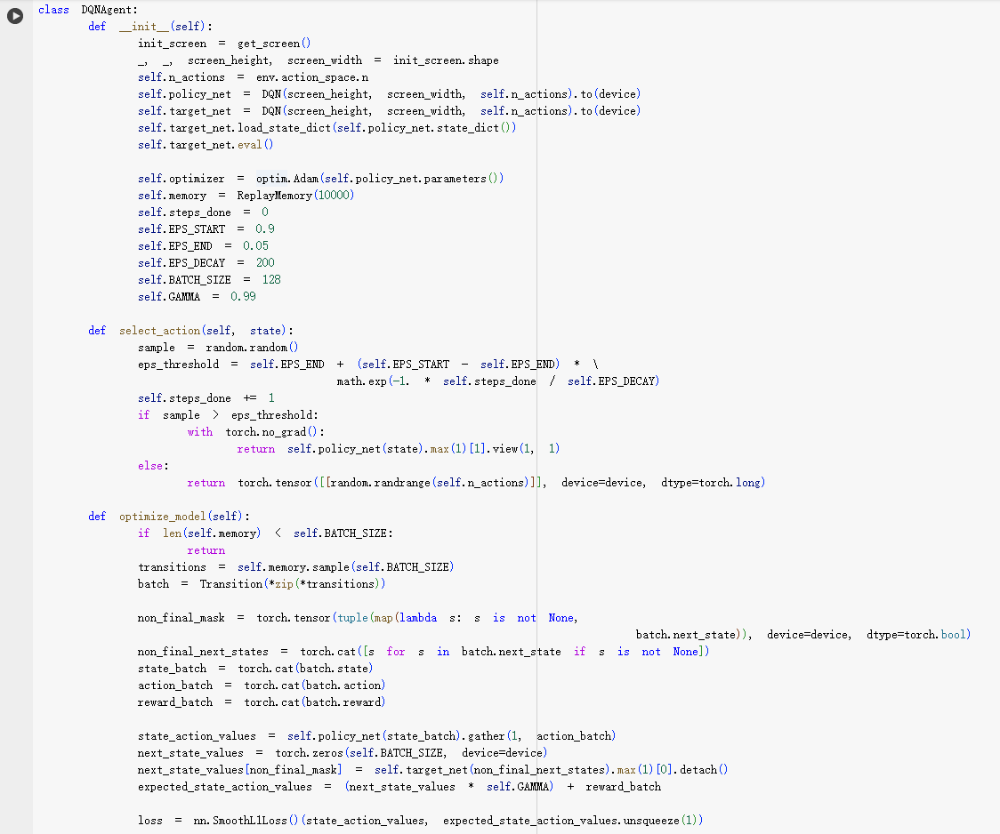 class DQNAgent:
def __init__(self):
init_screen = get_screen()
_, _, screen_height, screen_width = init_screen.shape
self.n_actions = env.action_space.n
self.policy_net = DQN(screen_height, screen_width, self.n_actions).to(device)
self.target_net = DQN(screen_height, screen_width, self.n_actions).to(device)
self.target_net.load_state_dict(self.policy_net.state_dict())
self.target_net.eval()
self.optimizer = optim.Adam(self.policy_net.parameters())
self.memory = ReplayMemory(10000)
self.steps_done = 0
self.EPS_START = 0.9
self.EPS_END = 0.05
self.EPS_DECAY = 200
self.BATCH_SIZE = 128
self.GAMMA = 0.99
def select_action(self, state):
sample = random.random()
eps_threshold = self.EPS_END + (self.EPS_START - self.EPS_END) * \
math.exp(-1. * self.steps_done / self.EPS_DECAY)
self.steps_done += 1
if sample > eps_threshold:
with torch.no_grad():
return self.policy_net(state).max(1)[1].view(1, 1)
else:
return torch.tensor([[random.randrange(self.n_actions)]], device=device, dtype=torch.long)
def optimize_model(self):
if len(self.memory) < self.BATCH_SIZE:
return
transitions = self.memory.sample(self.BATCH_SIZE)
batch = Transition(*zip(*transitions))
non_final_mask = torch.tensor(tuple(map(lambda s: s is not None,
batch.next_state)), device=device, dtype=torch.bool)
non_final_next_states = torch.cat([s for s in batch.next_state if s is not None])
state_batch = torch.cat(batch.state)
action_batch = torch.cat(batch.action)
reward_batch = torch.cat(batch.reward)
state_action_values = self.policy_net(state_batch).gather(1, action_batch)
next_state_values = torch.zeros(self.BATCH_SIZE, device=device)
next_state_values[non_final_mask] = self.target_net(non_final_next_states).max(1)[0].detach()
expected_state_action_values = (next_state_values * self.GAMMA) + reward_batch
loss = nn.SmoothL1Loss()(state_action_values, expected_state_action_values.unsqueeze(1))